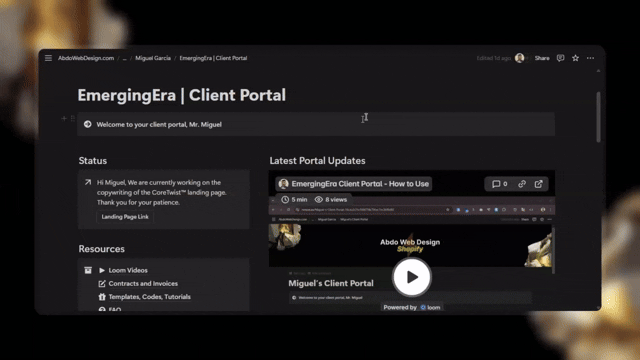 AbdoWebDesign.com / ... / Miguel Garcia / EmergingEra | Client Portal
Edited 1d ago
Share
EmergingEra | Client Portal
Welcome to your client portal, Mr. Miguel
Status
Hi Miguel, We are currently working on the
copywriting of the CoreTwist™ landing page.
Thank you for your patience.
Landing Page Link
Resources
Loom Videos
Contracts and Invoices
Templates, Codes, Tutorials
FAQ
Latest Portal Updates
EmergingEra Client Portal - How to Use
0
5 min
8 views
Abdo Web Design
Shopify
Miguel's Client Portal
Welcome to your client portal, Mr. Miguel
Powered by loom